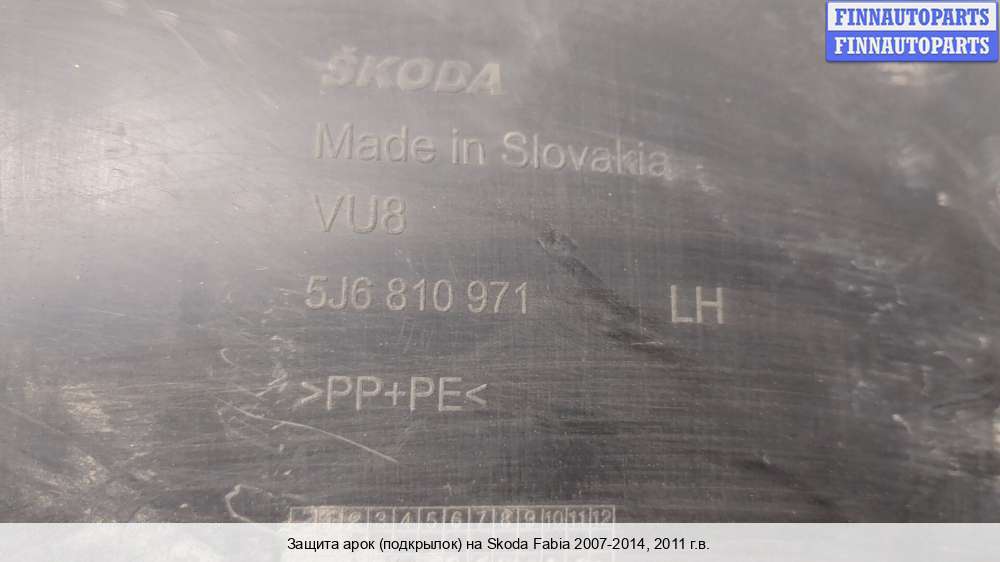 FINNAUTOPARTS
FINNAUTOPARTS
ŠKODA
Made in Slovakia
VU8
5J6 810 971 LH
>PP+PE<
1 2 3 4 5 6 7 8 9 10 11 12
Защита арок (подкрылок) на Skoda Fabia 2007-2014, 2011 г.в.